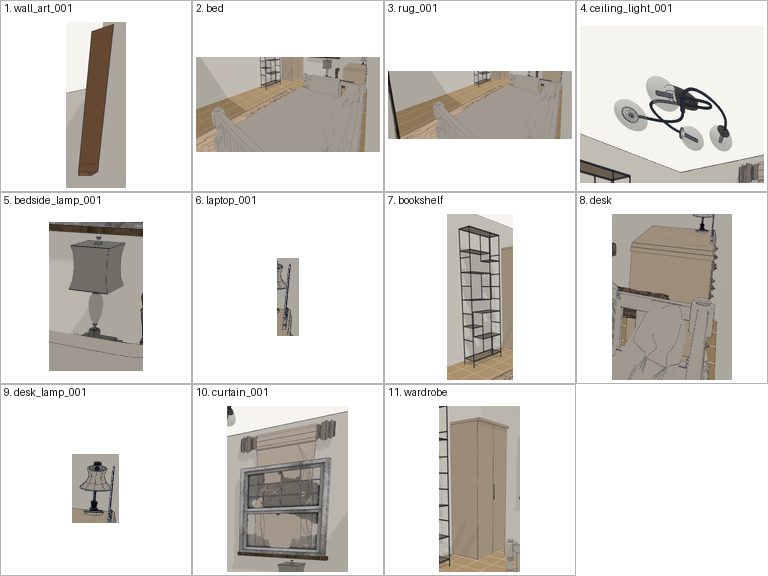 1. wall_art_001
2. bed
3. rug_001
4. ceiling_light_001
5. bedside_lamp_001
6. laptop_001
7. bookshelf
8. desk
9. desk_lamp_001
10. curtain_001
11. wardrobe